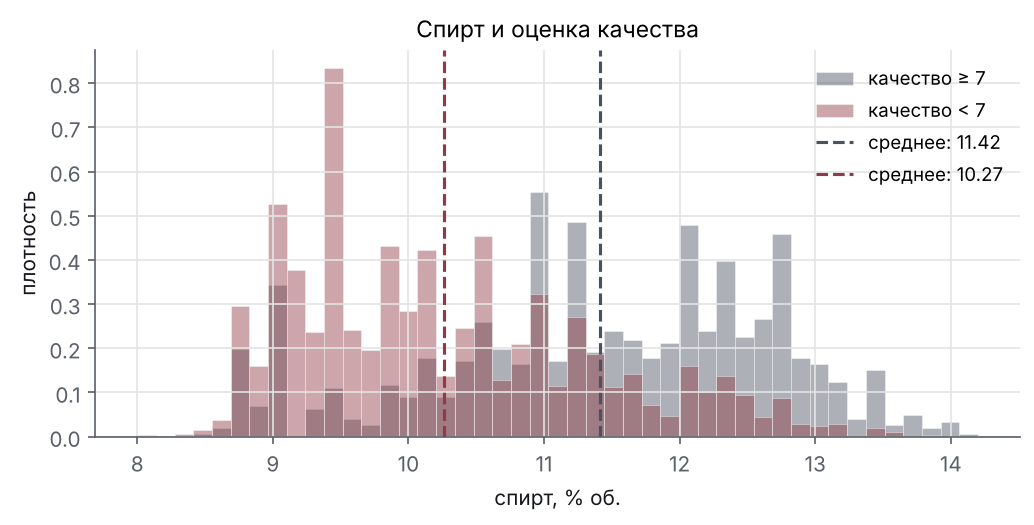 Спирт и оценка качества
качество ≥ 7
качество < 7
среднее: 11.42
среднее: 10.27
плотность
0.8
0.7
0.6
0.5
0.4
0.3
0.2
0.1
0.0
8 9 10 11 12 13 14
спирт, % об.